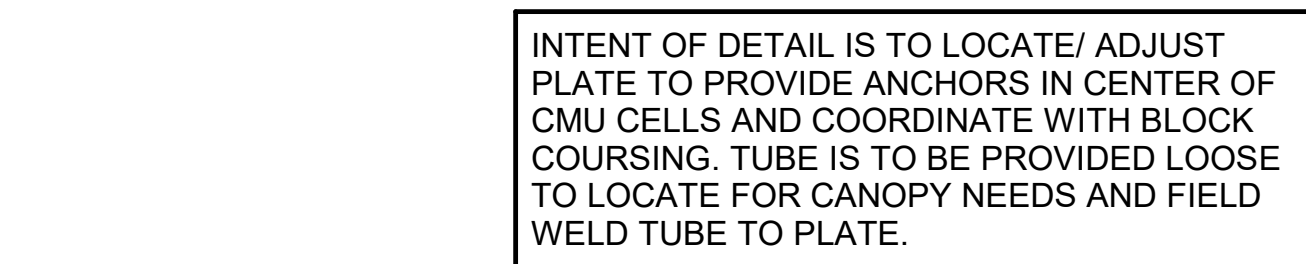 INTENT OF DETAIL IS TO LOCATE/ ADJUST
PLATE TO PROVIDE ANCHORS IN CENTER OF
CMU CELLS AND COORDINATE WITH BLOCK
COURSING. TUBE IS TO BE PROVIDED LOOSE
TO LOCATE FOR CANOPY NEEDS AND FIELD
WELD TUBE TO PLATE.